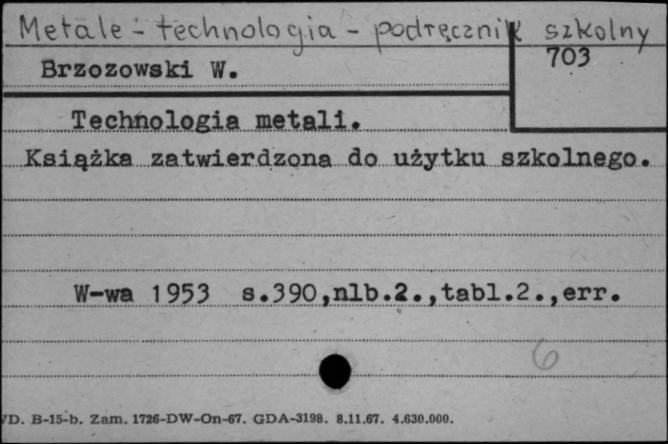 Metale - technologia - podręcznik szkolny
Brzozowski W.
703
Technologia metali.
Książka zatwierdzona do użytku szkolnego.
W-wa 1953 s.390,nlb.2.,tabl.2.,err.
6
/D. B-15-b. Zam. 1726-DW-On-67. GDA-3198. 8.11.67. 4.630.000.